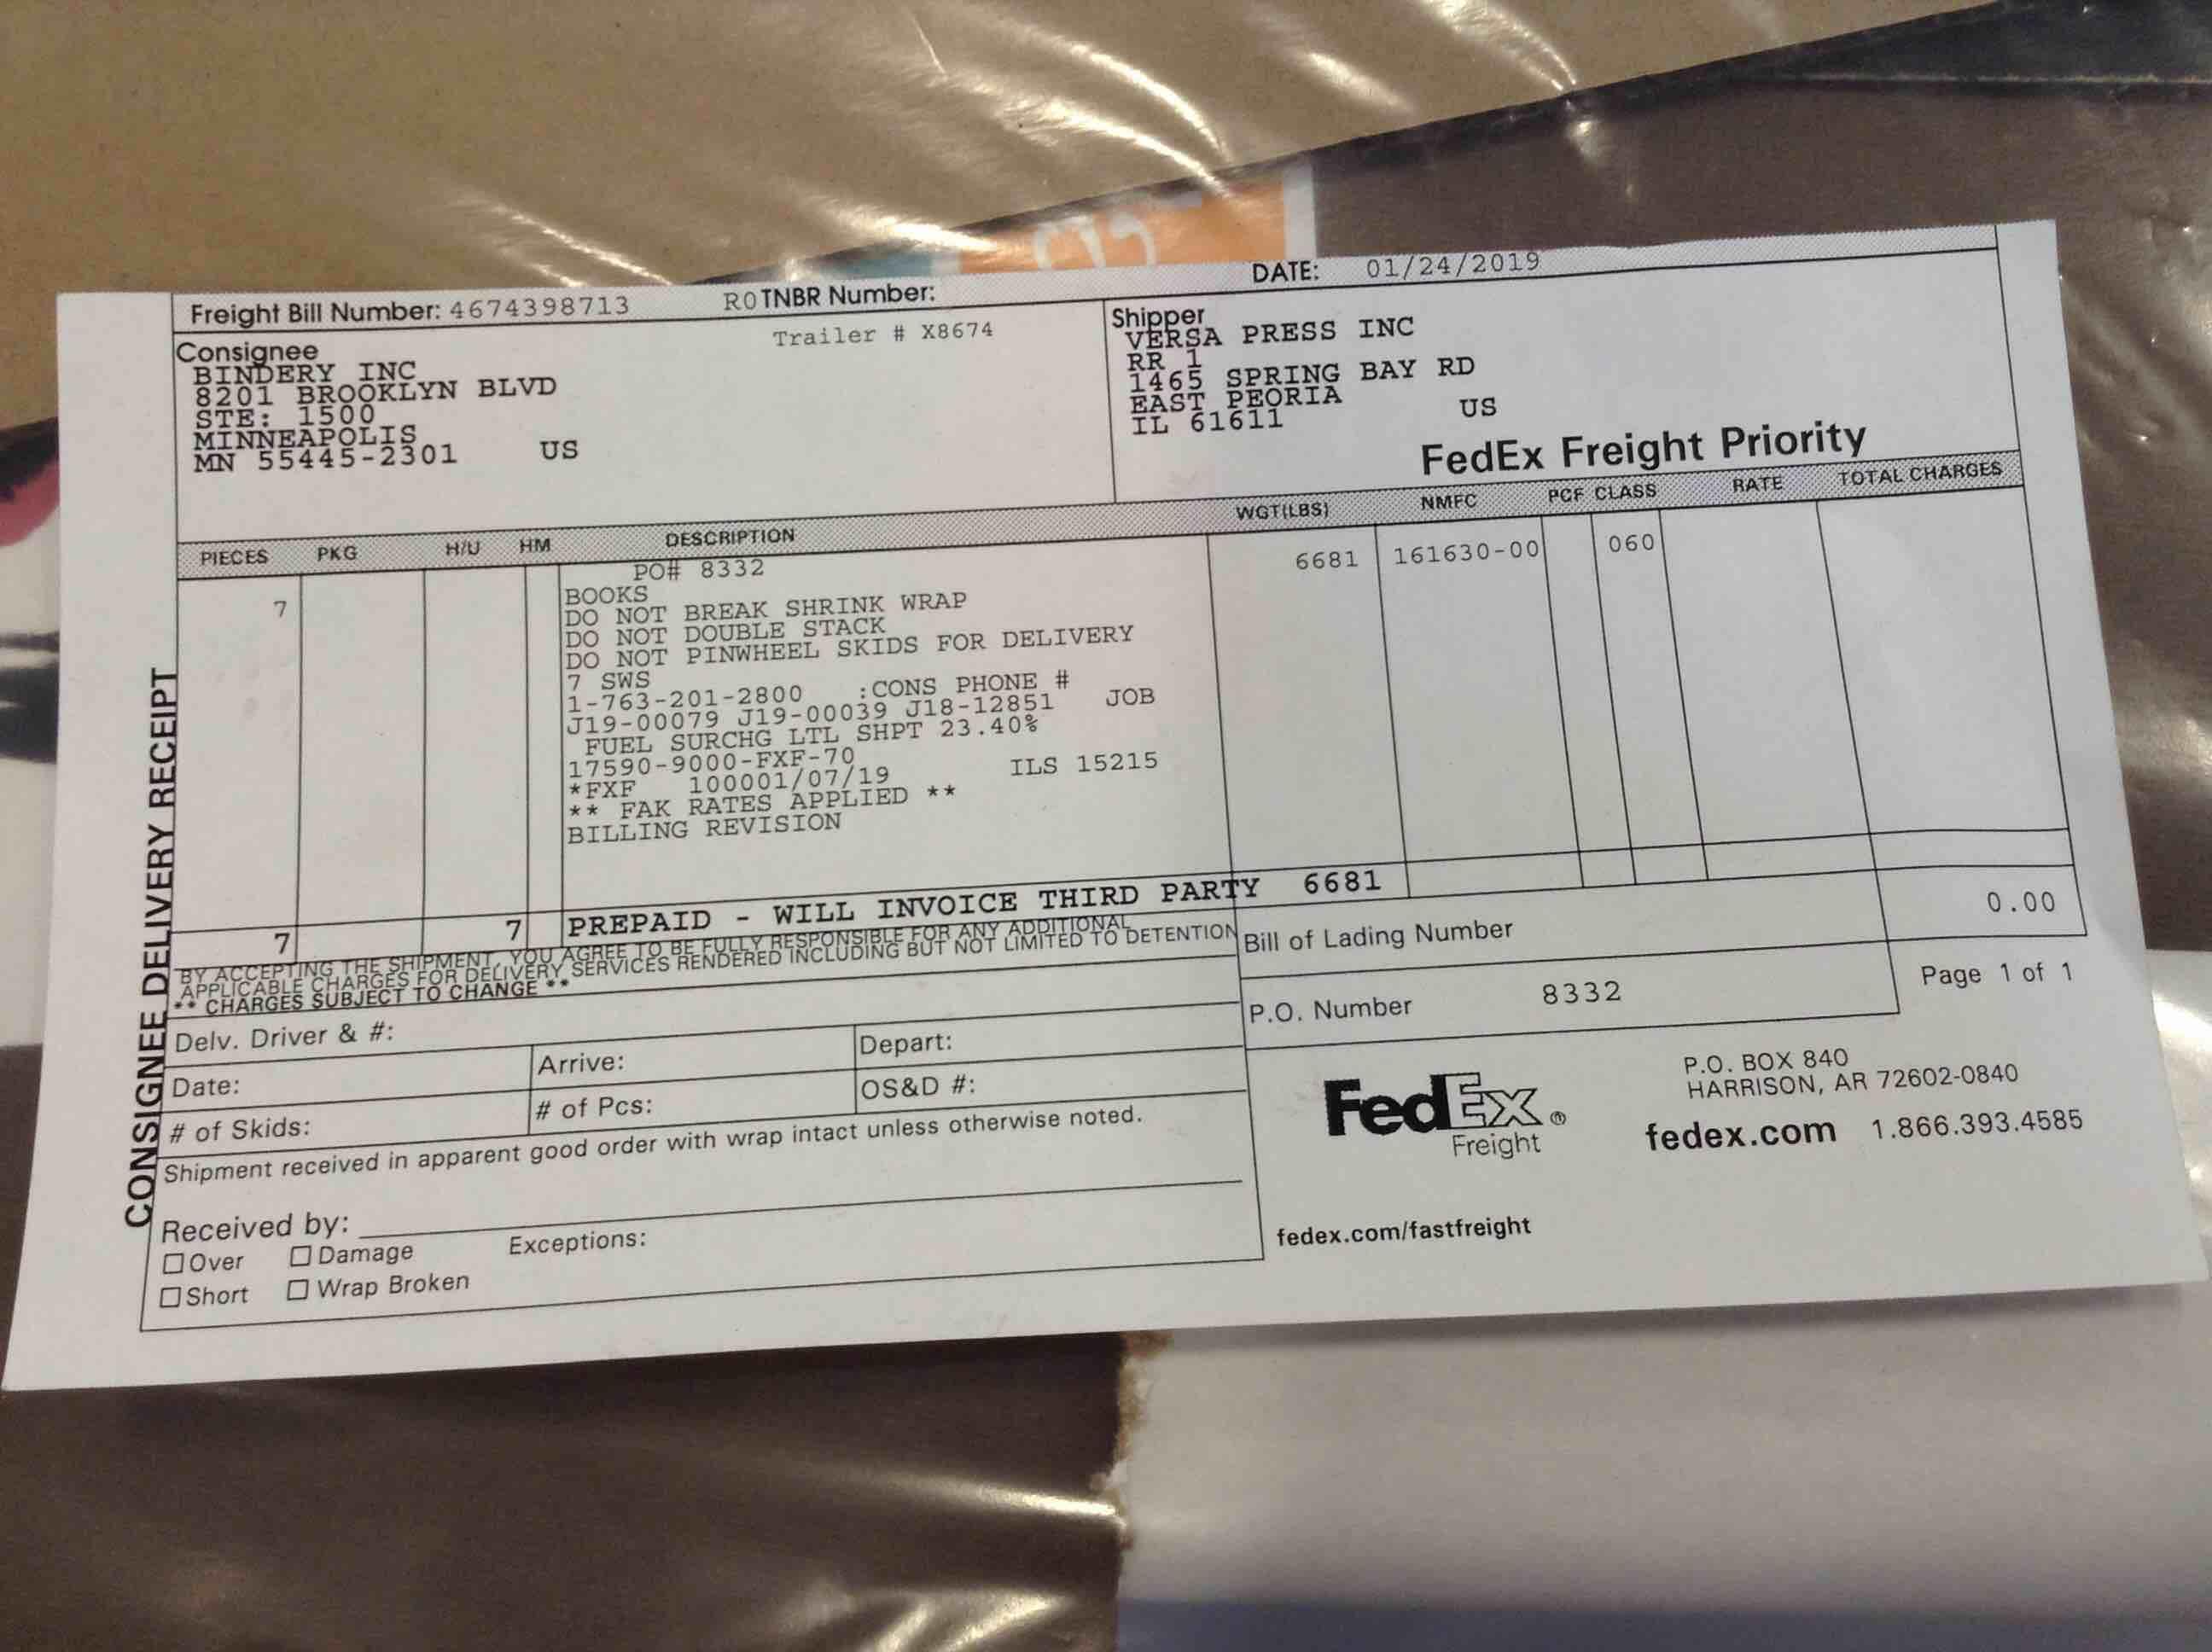 DATE: 01/24/2019
Freight Bill Number: 4674398713 R0TNBR Number:
Trailer # X8674
Consignee
BINDERY INC
8201 BROOKLYN BLVD
STE: 1500
MINNEAPOLIS
MN 55445-2301 US
Shipper
VERSA PRESS INC
RR 1
1465 SPRING BAY RD
EAST PEORIA
IL 61611 US
FedEx Freight Priority
PIECES PKG H/U HM DESCRIPTION WGT(LBS) NMFC PCF CLASS RATE TOTAL CHARGES
PO# 8332 6681 161630-00 060
7 BOOKS
DO NOT BREAK SHRINK WRAP
DO NOT DOUBLE STACK
DO NOT PINWHEEL SKIDS FOR DELIVERY
7 SWS
1-763-201-2800 :CONS PHONE #
J19-00079 J19-00039 J18-12851 JOB
FUEL SURCHG LTL SHPT 23.40%
17590-9000-FXF-70
*FXF 100001/07/19 ILS 15215
** FAK RATES APPLIED **
BILLING REVISION
7 7 PREPAID - WILL INVOICE THIRD PARTY 6681
0.00
BY ACCEPTING THE SHIPMENT, YOU AGREE TO BE FULLY RESPONSIBLE FOR ANY ADDITIONAL
APPLICABLE CHARGES FOR DELIVERY SERVICES RENDERED INCLUDING BUT NOT LIMITED TO DETENTION
** CHARGES SUBJECT TO CHANGE **
Bill of Lading Number
P.O. Number 8332
Page 1 of 1
Delv. Driver & #:
Date: Arrive: Depart:
# of Skids: # of Pcs: OS&D #:
Shipment received in apparent good order with wrap intact unless otherwise noted.
Received by:
Over Damage Exceptions:
Short Wrap Broken
CONSIGNEE DELIVERY RECEIPT
FedEx®
Freight
P.O. BOX 840
HARRISON, AR 72602-0840
fedex.com 1.866.393.4585
fedex.com/fastfreight